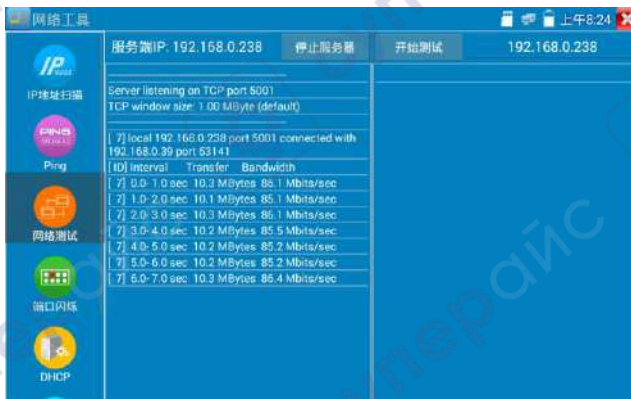 网络工具
上午8:24
服务端IP: 192.168.0.238
停止服务器
开始测试
192.168.0.238
IP
IP地址扫描
PING
Ping
网络测试
端口闪烁
DHCP
Server listening on TCP port 5001
TCP window size: 1.00 MByte (default)
[ 7] local 192.168.0.238 port 5001 connected with
192.168.0.39 port 53141
[ID] Interval Transfer Bandwidth
[ 7] 0.0- 1.0 sec 10.3 MBytes 86.1 Mbits/sec
[ 7] 1.0- 2.0 sec 10.1 MBytes 85.1 Mbits/sec
[ 7] 2.0- 3.0 sec 10.3 MBytes 86.1 Mbits/sec
[ 7] 3.0- 4.0 sec 10.2 MBytes 85.5 Mbits/sec
[ 7] 4.0- 5.0 sec 10.2 MBytes 85.2 Mbits/sec
[ 7] 5.0- 6.0 sec 10.2 MBytes 85.2 Mbits/sec
[ 7] 6.0- 7.0 sec 10.3 MBytes 86.4 Mbits/sec